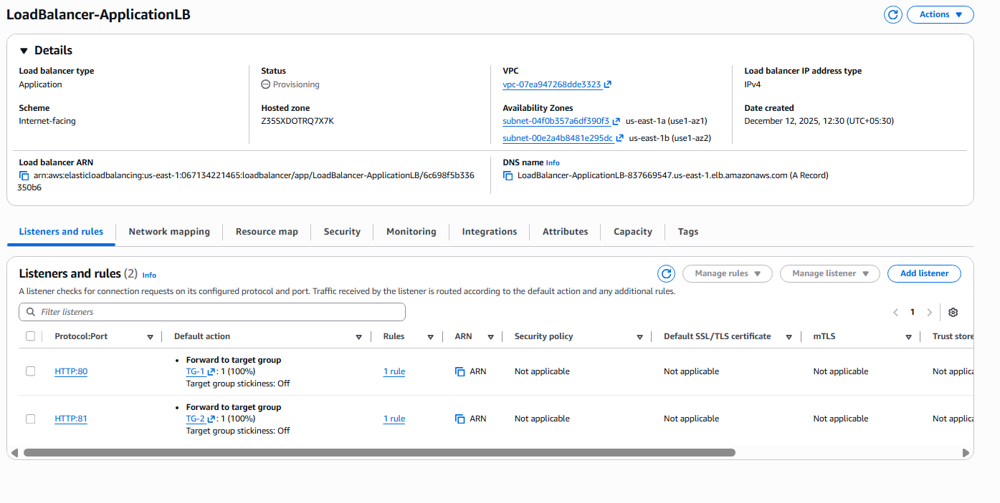 LoadBalancer-ApplicationLB
Actions
Details
Load balancer type
Application
Status
Provisioning
VPC
vpc-07ea947268dde3323
Load balancer IP address type
IPv4
Scheme
Internet-facing
Hosted zone
Z35SXDOTRQ7X7K
Availability Zones
subnet-04f0b357a6df390f3 us-east-1a (use1-az1)
subnet-00e2a4b8481e295dc us-east-1b (use1-az2)
Date created
December 12, 2025, 12:30 (UTC+05:30)
Load balancer ARN
arn:aws:elasticloadbalancing:us-east-1:067134221465:loadbalancer/app/LoadBalancer-ApplicationLB/6c698f5b336
350b6
DNS name Info
LoadBalancer-ApplicationLB-837669547.us-east-1.elb.amazonaws.com (A Record)
Listeners and rules Network mapping Resource map Security Monitoring Integrations Attributes Capacity Tags
Listeners and rules (2) Info
Manage rules Manage listener Add listener
A listener checks for connection requests on its configured protocol and port. Traffic received by the listener is routed according to the default action and any additional rules.
Filter listeners
1
Protocol:Port Default action Rules ARN Security policy Default SSL/TLS certificate mTLS Trust store
• Forward to target group
HTTP:80 TG-1 : 1 (100%) 1 rule ARN Not applicable Not applicable Not applicable Not applica
Target group stickiness: Off
• Forward to target group
HTTP:81 TG-2 : 1 (100%) 1 rule ARN Not applicable Not applicable Not applicable Not applica
Target group stickiness: Off